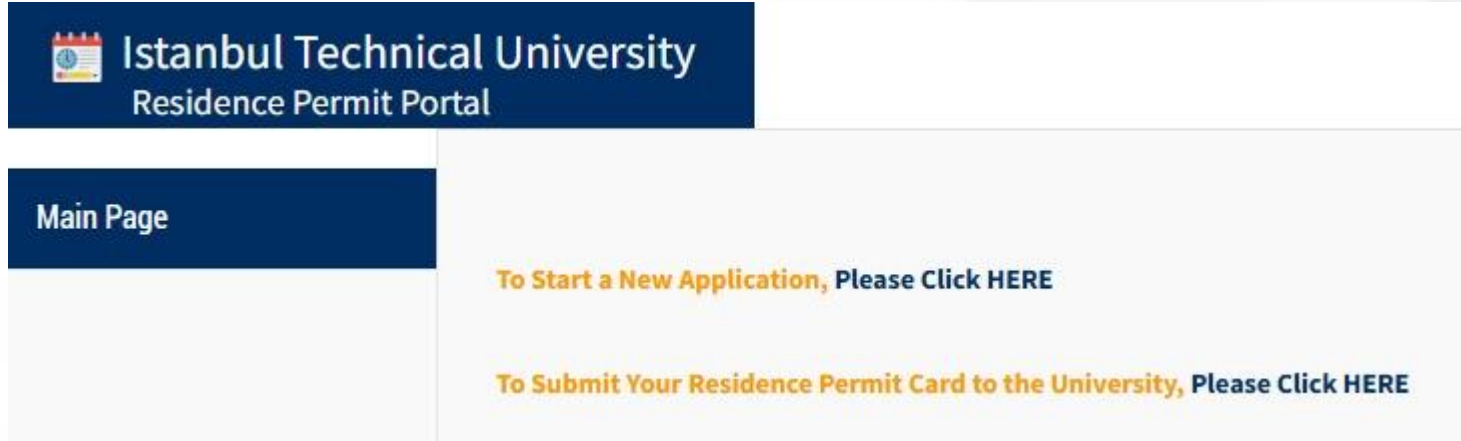 Istanbul Technical University
Residence Permit Portal
Main Page
To Start a New Application, Please Click HERE
To Submit Your Residence Permit Card to the University, Please Click HERE